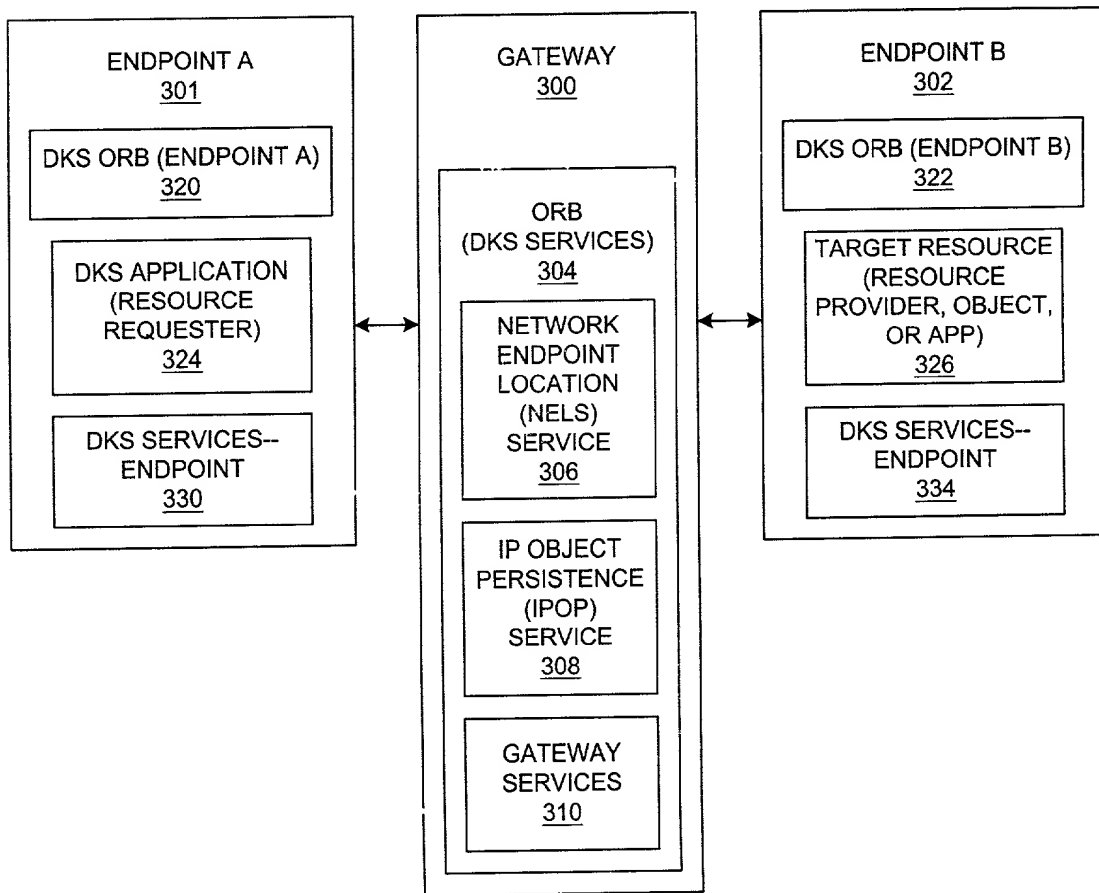 ENDPOINT A
301
DKS ORB (ENDPOINT A)
320
DKS APPLICATION
(RESOURCE
REQUESTER)
324
DKS SERVICES--
ENDPOINT
330
GATEWAY
300
ORB
(DKS SERVICES)
304
NETWORK
ENDPOINT
LOCATION
(NELS)
SERVICE
306
IP OBJECT
PERSISTENCE
(IPOP)
SERVICE
308
GATEWAY
SERVICES
310
ENDPOINT B
302
DKS ORB (ENDPOINT B)
322
TARGET RESOURCE
(RESOURCE
PROVIDER, OBJECT,
OR APP)
326
DKS SERVICES--
ENDPOINT
334